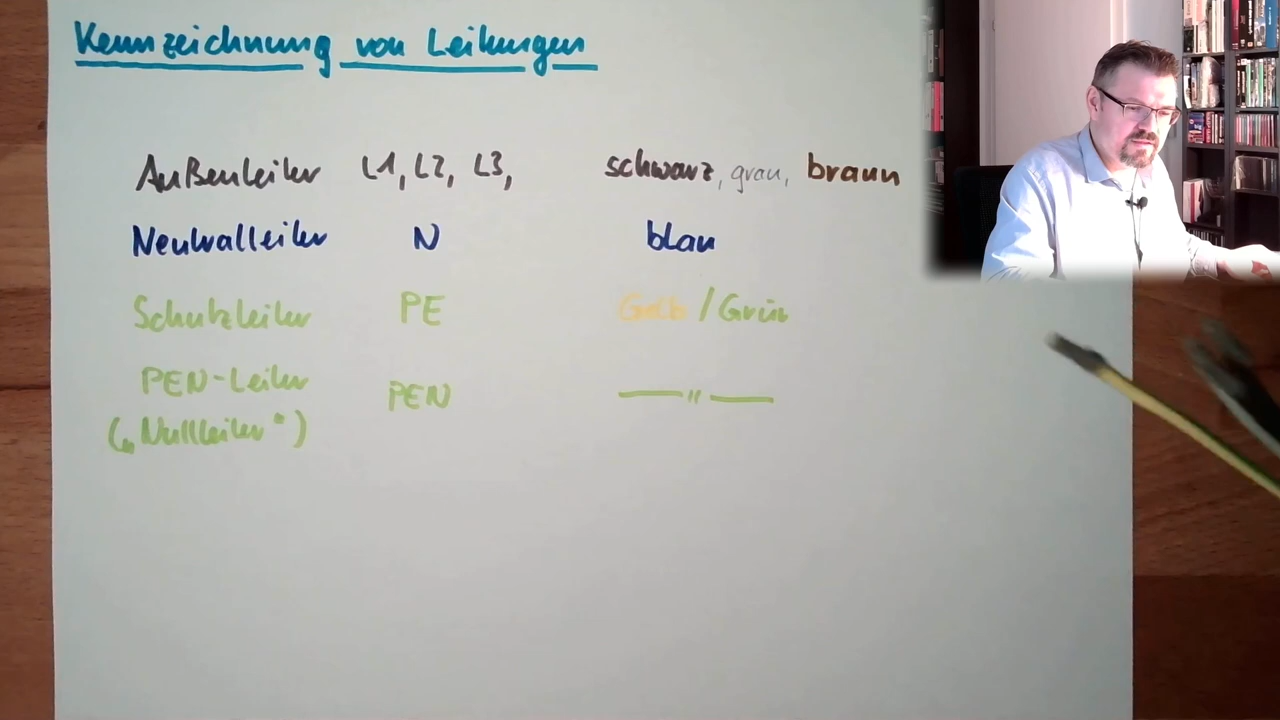 Kennzeichnung von Leitungen
Außenleiter L1, L2, L3, schwarz, grau, braun
Neutralleiter N blau
Schutzleiter PE Gelb / Grün
PEN-Leiter PEN — " —
(„Nullleiter")